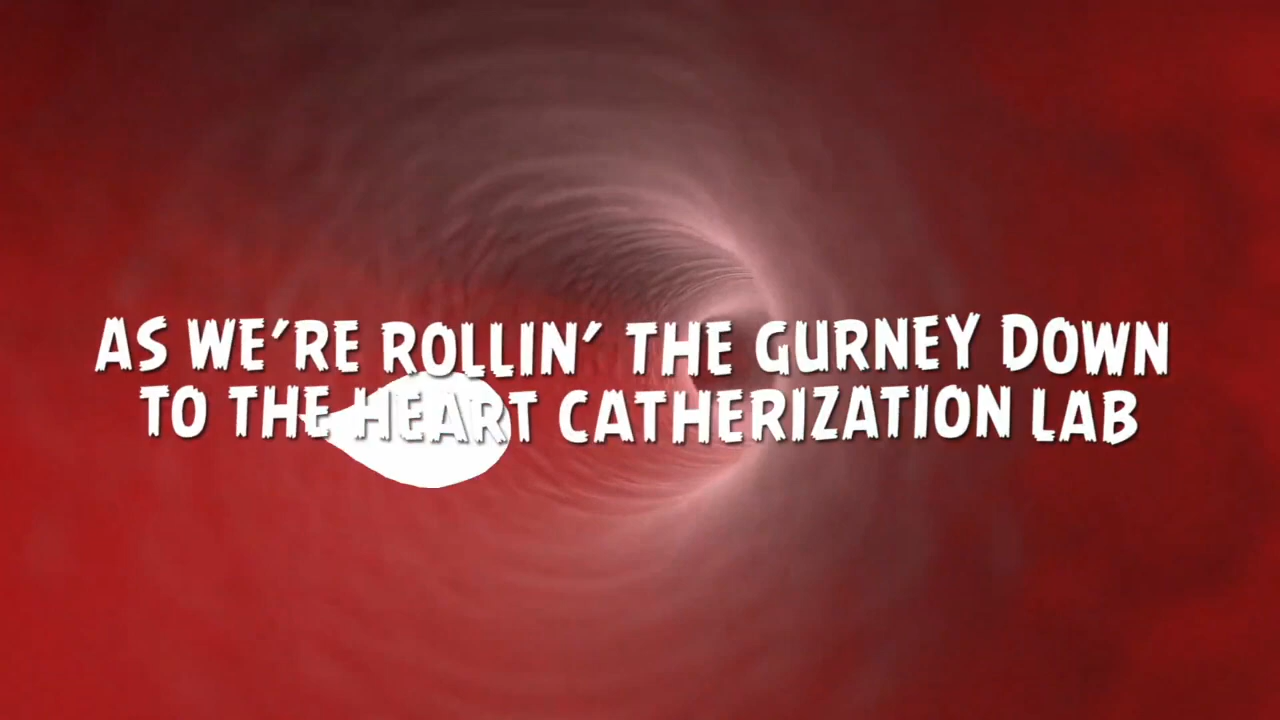 AS WE'RE ROLLIN' THE GURNEY DOWN
TO THE HEART CATHERIZATION LAB